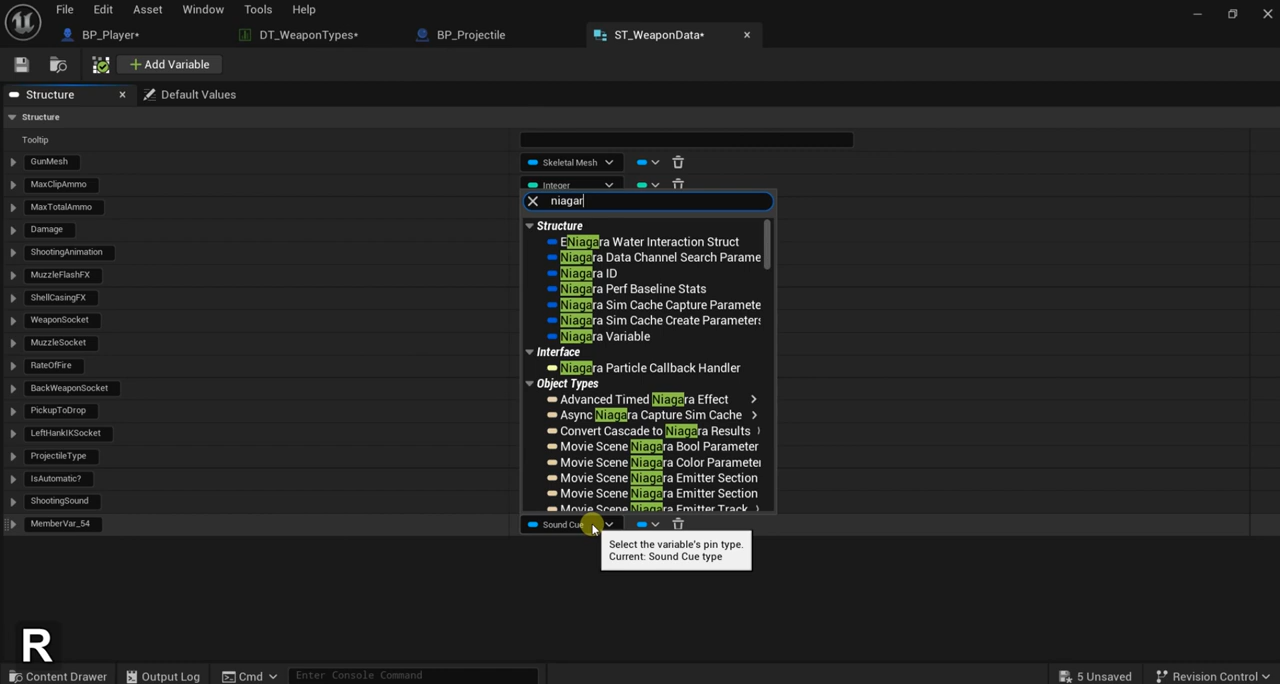 File Edit Asset Window Tools Help
BP_Player* DT_WeaponTypes* BP_Projectile ST_WeaponData*
Add Variable
Structure Default Values
Structure
Tooltip
GunMesh Skeletal Mesh
MaxClipAmmo Integer
MaxTotalAmmo
Damage
ShootingAnimation
MuzzleFlashFX
ShellCasingFX
WeaponSocket
MuzzleSocket
RateOfFire
BackWeaponSocket
PickupToDrop
LeftHankIKSocket
ProjectileType
IsAutomatic?
ShootingSound
MemberVar_54 Sound Cue
niagar
Structure
ENiagara Water Interaction Struct
Niagara Data Channel Search Parame
Niagara ID
Niagara Perf Baseline Stats
Niagara Sim Cache Capture Paramete
Niagara Sim Cache Create Parameters
Niagara Variable
Interface
Niagara Particle Callback Handler
Object Types
Advanced Timed Niagara Effect
Async Niagara Capture Sim Cache
Convert Cascade to Niagara Results
Movie Scene Niagara Bool Parameter
Movie Scene Niagara Color Parameter
Movie Scene Niagara Emitter Section
Movie Scene Niagara Emitter Section
Movie Scene Niagara Emitter Track
Select the variable's pin type.
Current: Sound Cue type
R
Content Drawer Output Log Cmd Enter Console Command 5 Unsaved Revision Control